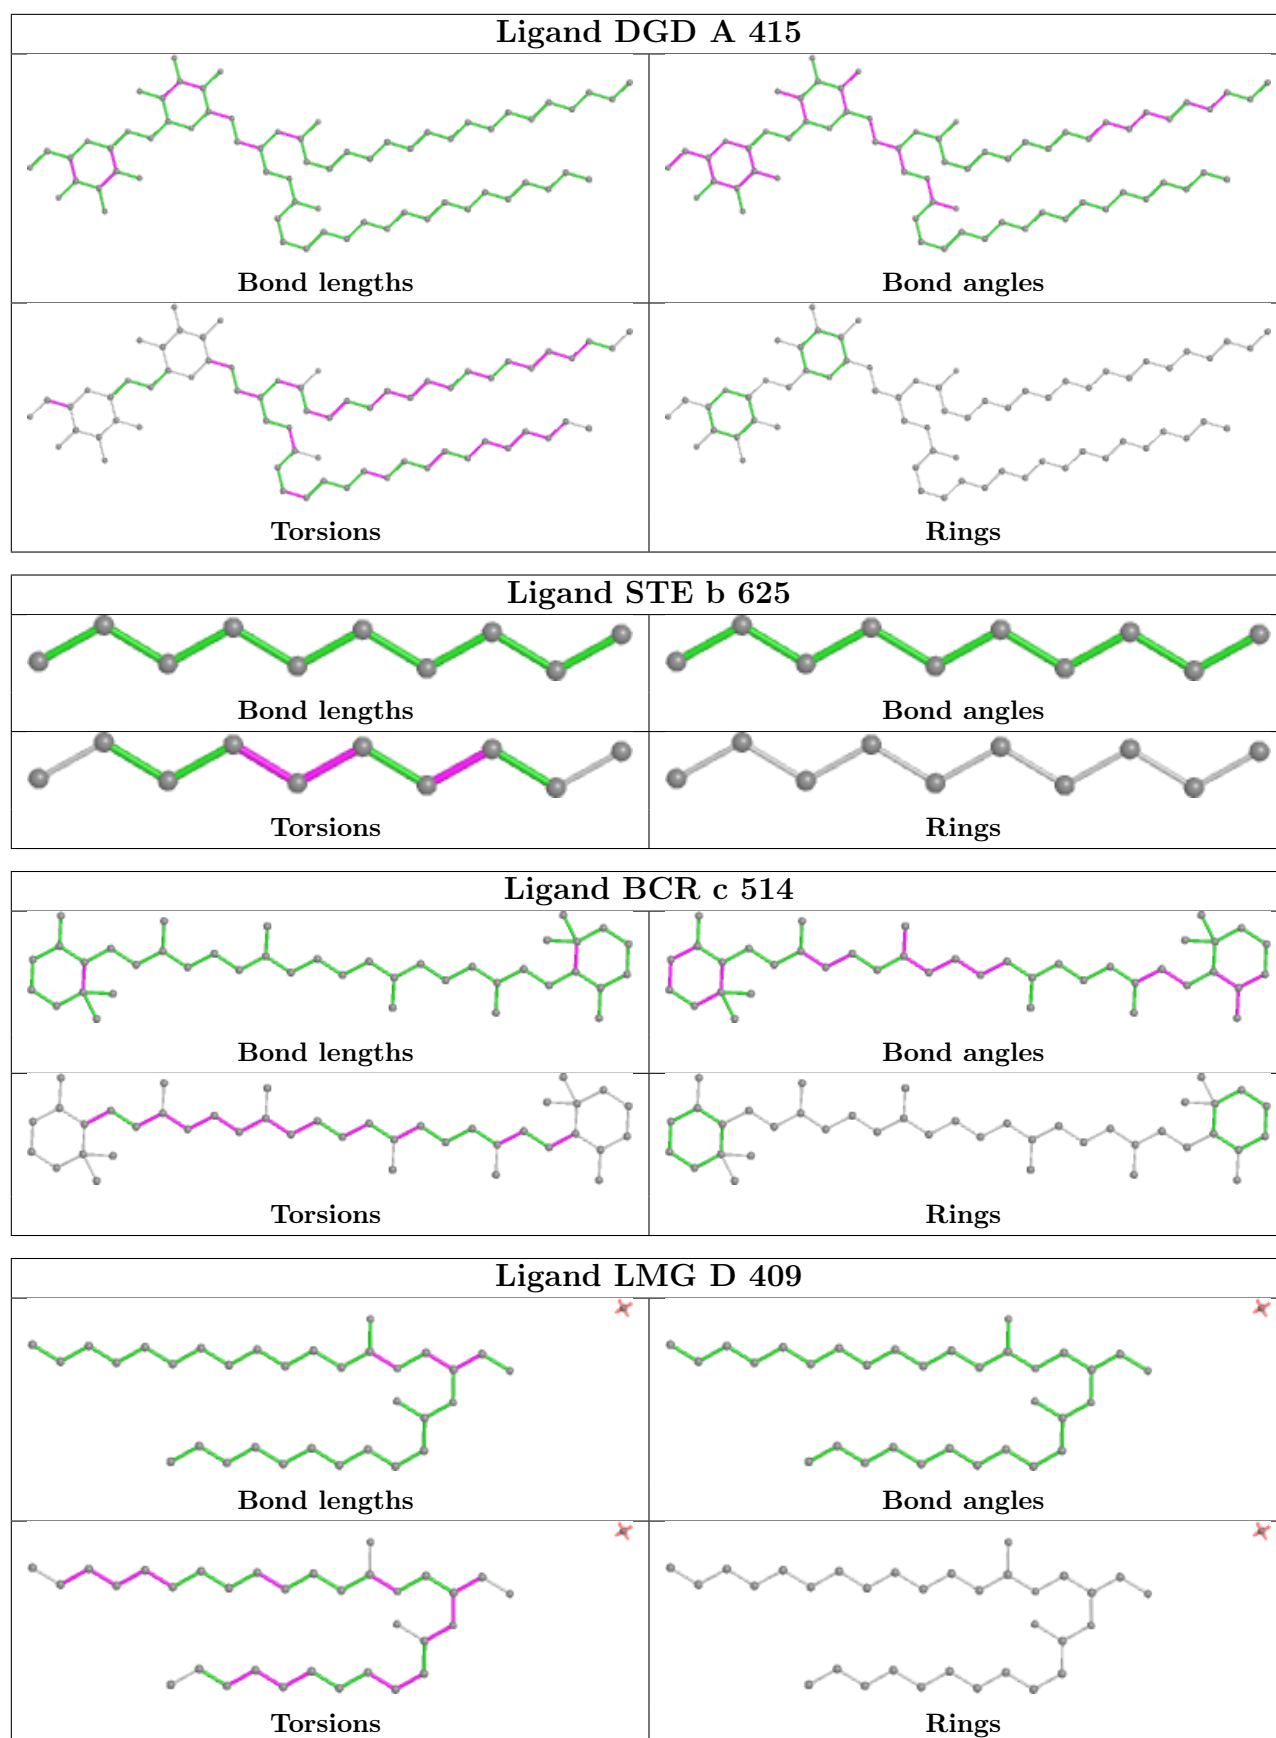 Ligand DGD A 415
Bond lengths
Bond angles
Torsions
Rings
Ligand STE b 625
Bond lengths
Bond angles
Torsions
Rings
Ligand BCR c 514
Bond lengths
Bond angles
Torsions
Rings
Ligand LMG D 409
Bond lengths
Bond angles
Torsions
Rings